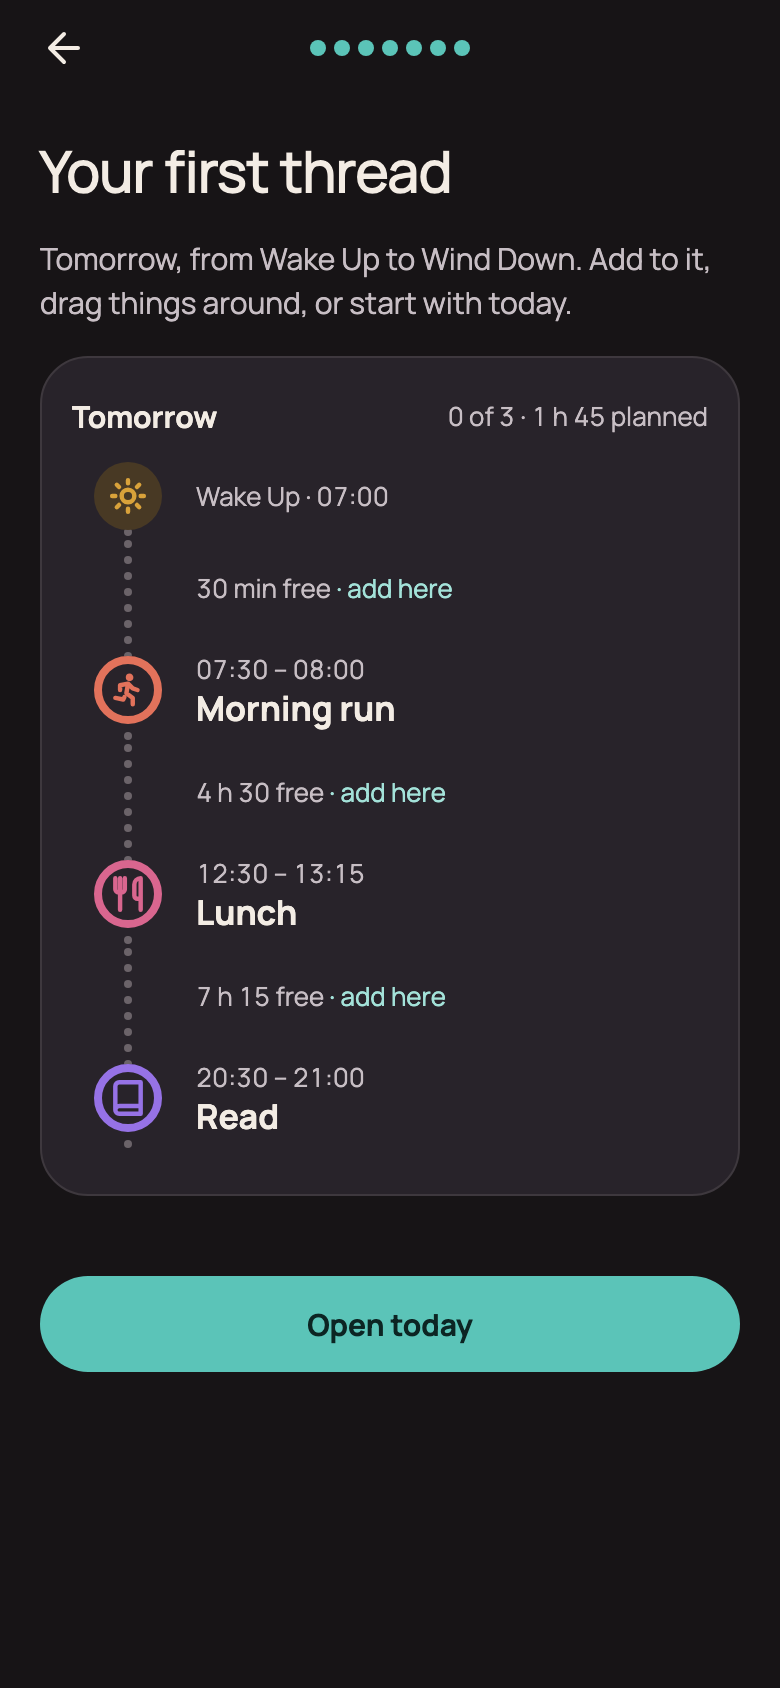 Your first thread
Tomorrow, from Wake Up to Wind Down. Add to it,
drag things around, or start with today.
Tomorrow
0 of 3 · 1 h 45 planned
Wake Up · 07:00
30 min free · add here
07:30 – 08:00
Morning run
4 h 30 free · add here
12:30 – 13:15
Lunch
7 h 15 free · add here
20:30 – 21:00
Read
Open today